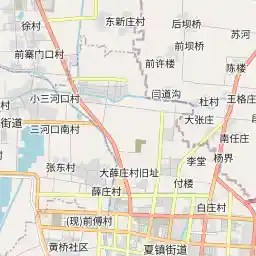 徐村
东新庄村
后坝桥
苏河
前寨门口村
前坝桥
前许楼
陈楼
小三河口村
闫道沟
杜村
王格庄
大张庄
街道
三河口南村
南任庄
李堂
杨界
张东村
大薛庄村旧址
薛庄村
付楼
白庄村
(现)前傅村
黄桥社区
夏镇街道